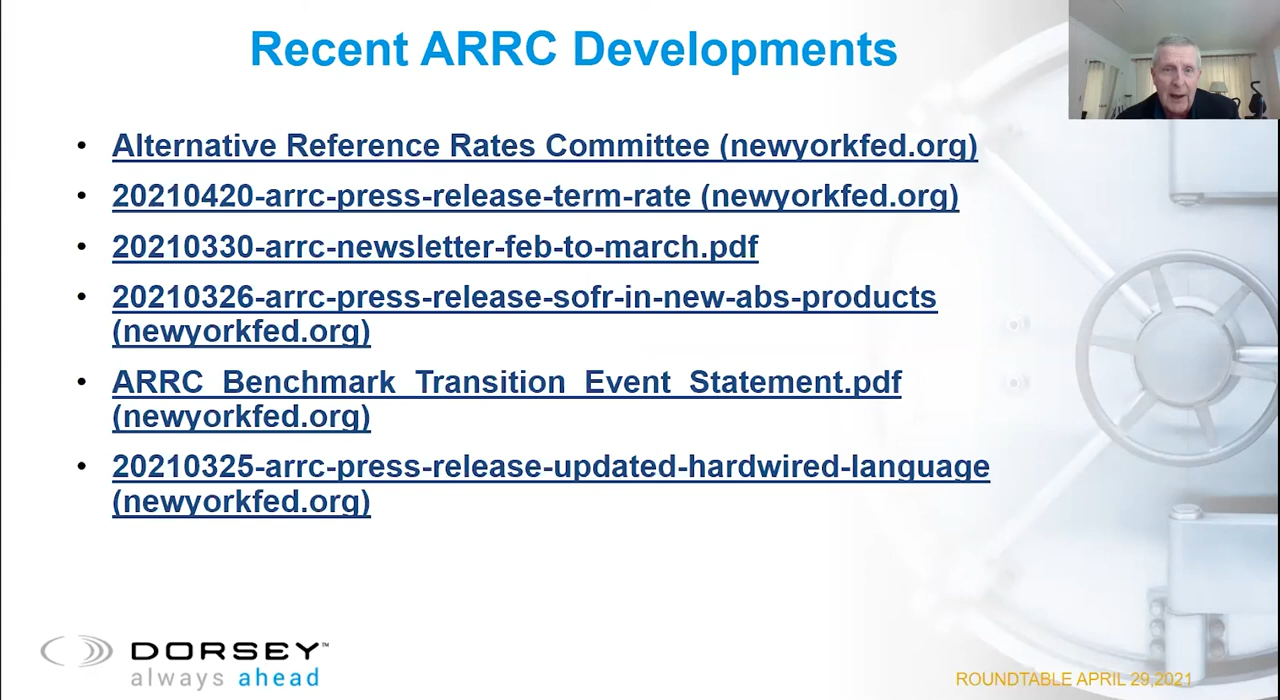 Recent ARRC Developments
• Alternative Reference Rates Committee (newyorkfed.org)
• 20210420-arrc-press-release-term-rate (newyorkfed.org)
• 20210330-arrc-newsletter-feb-to-march.pdf
• 20210326-arrc-press-release-sofr-in-new-abs-products
(newyorkfed.org)
• ARRC_Benchmark_Transition_Event_Statement.pdf
(newyorkfed.org)
• 20210325-arrc-press-release-updated-hardwired-language
(newyorkfed.org)
DORSEY™
always ahead
ROUNDTABLE APRIL 29,2021